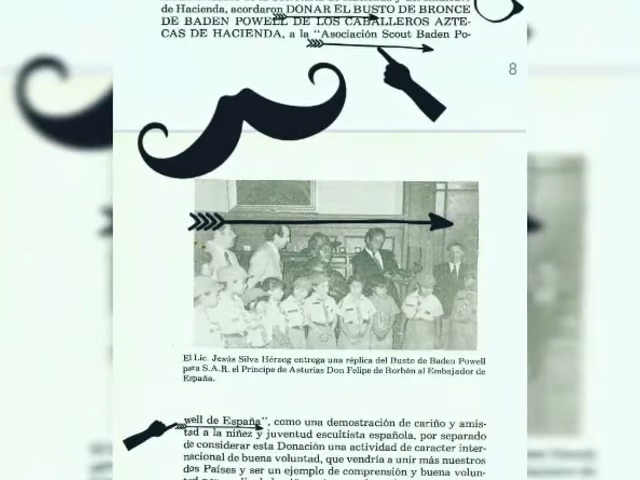 de Hacienda, acordaron DONAR EL BUSTO DE BRONCE
DE BADEN POWELL DE LOS CABALLEROS AZTE-
CAS DE HACIENDA, a la "Asociación Scout Baden Po-
8
El Lic. Jesús Silva Hérzog entrega una réplica del Busto de Baden Powell
para S.A.R. el Príncipe de Asturias Don Felipe de Borbón al Embajador de
España.
well de España", como una demostración de cariño y amis-
tad a la niñez y juventud escultista española, por separado
de considerar esta Donación una actividad de caracter inter-
nacional de buena voluntad, que vendría a unir más nuestros
dos Países y ser un ejemplo de comprensión y buena volun-